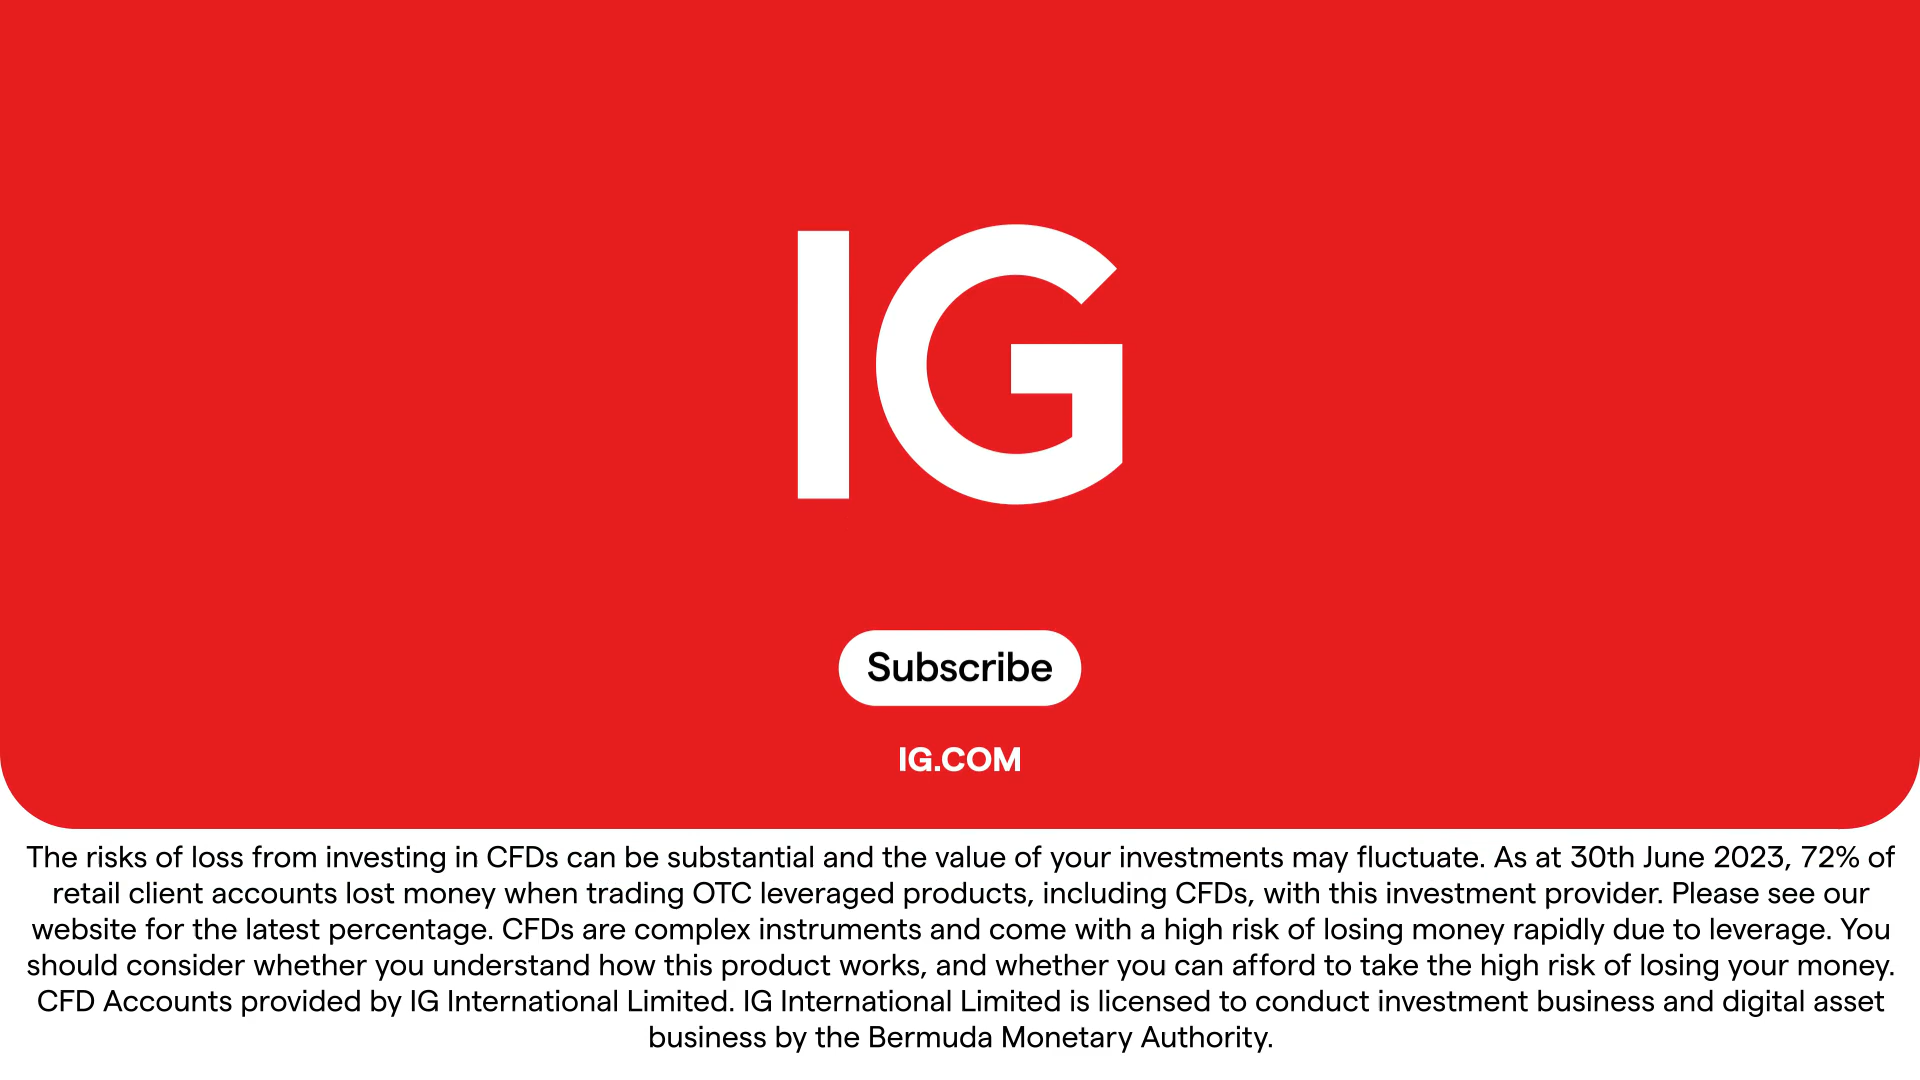 IG
Subscribe
IG.COM
The risks of loss from investing in CFDs can be substantial and the value of your investments may fluctuate. As at 30th June 2023, 72% of
retail client accounts lost money when trading OTC leveraged products, including CFDs, with this investment provider. Please see our
website for the latest percentage. CFDs are complex instruments and come with a high risk of losing money rapidly due to leverage. You
should consider whether you understand how this product works, and whether you can afford to take the high risk of losing your money.
CFD Accounts provided by IG International Limited. IG International Limited is licensed to conduct investment business and digital asset
business by the Bermuda Monetary Authority.